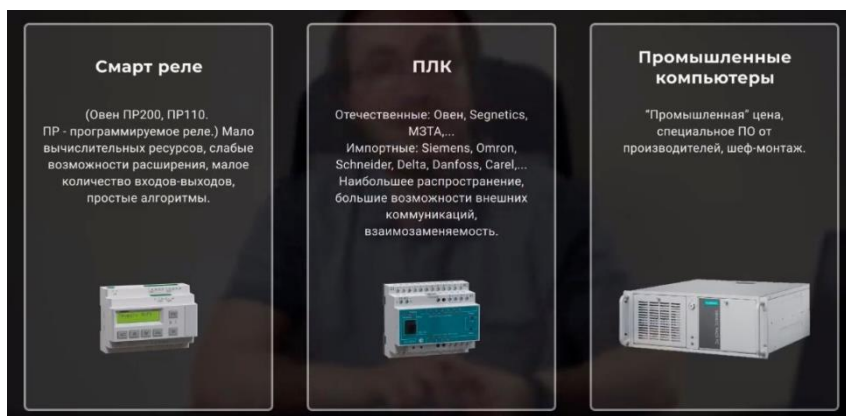 Смарт реле
(Овен ПР200, ПР110.
ПР - программируемое реле.) Мало
вычислительных ресурсов, слабые
возможности расширения, малое
количество входов-выходов,
простые алгоритмы.
ПЛК
Отечественные: Овен, Segnetics,
МЗТА,...
Импортные: Siemens, Omron,
Schneider, Delta, Danfoss, Carel,...
Наибольшее распространение,
большие возможности внешних
коммуникаций,
взаимозаменяемость.
Промышленные
компьютеры
"Промышленная" цена,
специальное ПО от
производителей, шеф-монтаж.